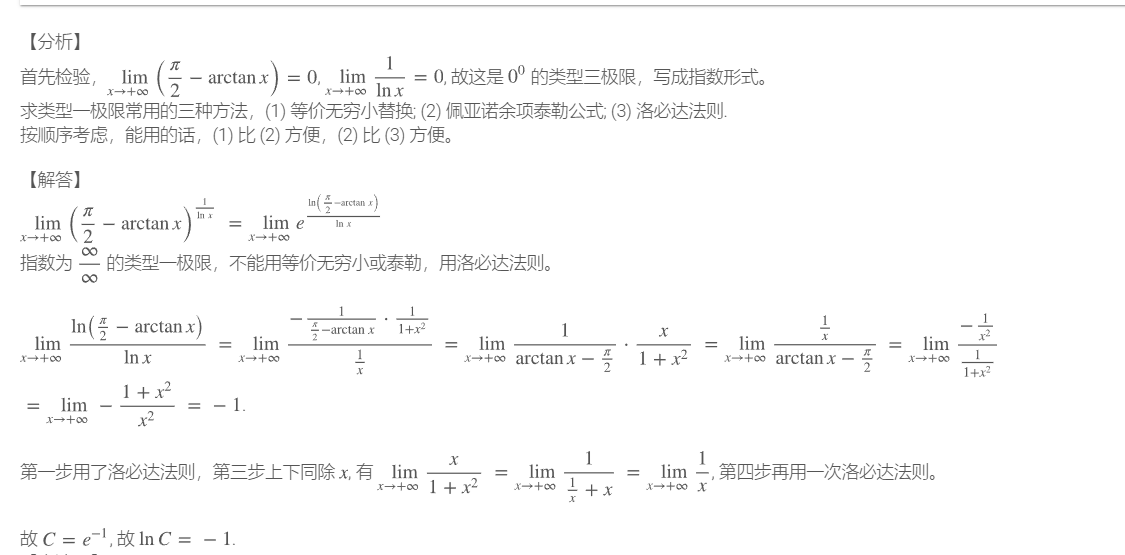 【分析】
首先检验，$\lim_{x\to+\infty}\left(\frac{\pi}{2}-\arctan x\right)=0$, $\lim_{x\to+\infty}\frac{1}{\ln x}=0$, 故这是 $0^0$ 的类型三极限，写成指数形式。
求类型一极限常用的三种方法，(1) 等价无穷小替换; (2) 佩亚诺余项泰勒公式; (3) 洛必达法则.
按顺序考虑，能用的话，(1) 比 (2) 方便，(2) 比 (3) 方便。
【解答】
$\lim_{x\to+\infty}\left(\frac{\pi}{2}-\arctan x\right)^{\frac{1}{\ln x}}=\lim_{x\to+\infty}e^{\frac{\ln\left(\frac{\pi}{2}-\arctan x\right)}{\ln x}}$
指数为 $\frac{\infty}{\infty}$ 的类型一极限，不能用等价无穷小或泰勒，用洛必达法则。
$\lim_{x\to+\infty}\frac{\ln\left(\frac{\pi}{2}-\arctan x\right)}{\ln x}=\lim_{x\to+\infty}\frac{-\frac{1}{\frac{\pi}{2}-\arctan x}\cdot\frac{1}{1+x^2}}{\frac{1}{x}}=\lim_{x\to+\infty}\frac{1}{\arctan x-\frac{\pi}{2}}\cdot\frac{x}{1+x^2}=\lim_{x\to+\infty}\frac{\frac{1}{x}}{\arctan x-\frac{\pi}{2}}=\lim_{x\to+\infty}\frac{-\frac{1}{x^2}}{\frac{1}{1+x^2}}$
$=\lim_{x\to+\infty}-\frac{1+x^2}{x^2}=-1.$
第一步用了洛必达法则，第三步上下同除 $x$, 有 $\lim_{x\to+\infty}\frac{x}{1+x^2}=\lim_{x\to+\infty}\frac{1}{\frac{1}{x}+x}=\lim_{x\to+\infty}\frac{1}{x}$, 第四步再用一次洛必达法则。
故 $C=e^{-1}$, 故 $\ln C=-1.$